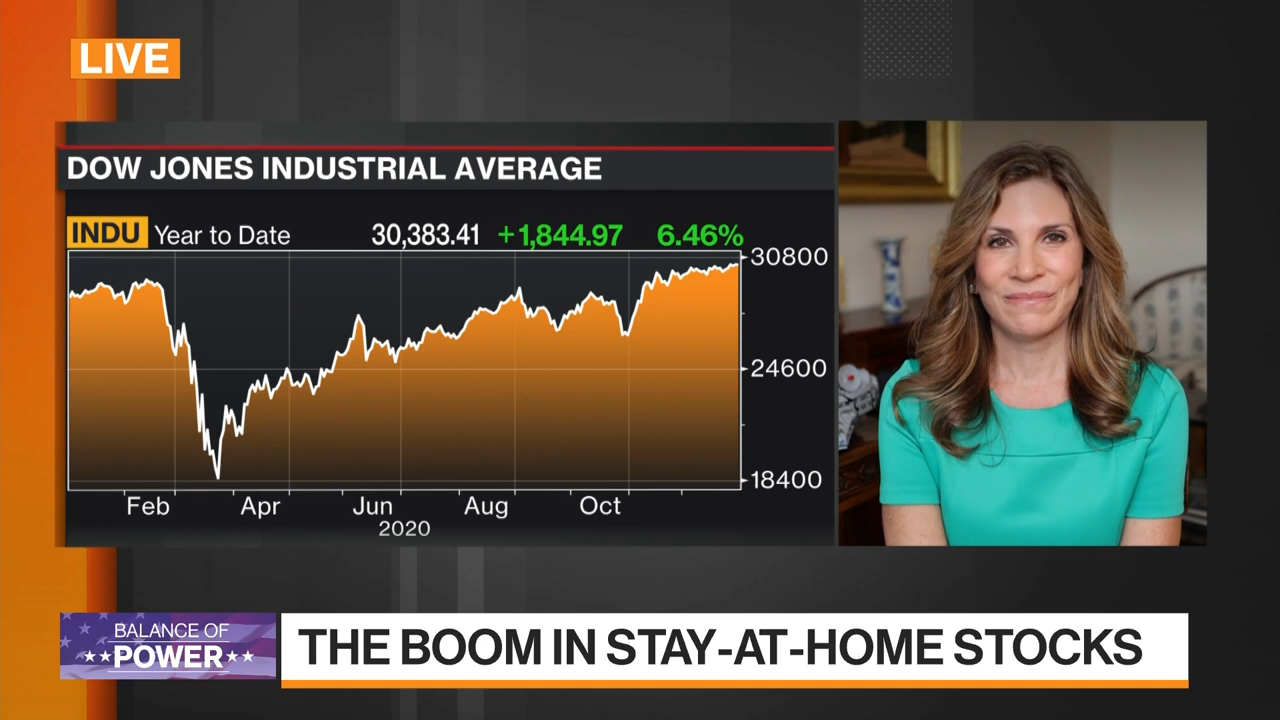 LIVE
DOW JONES INDUSTRIAL AVERAGE
INDU Year to Date 30,383.41 +1,844.97 6.46%
30800
24600
18400
Feb Apr Jun Aug Oct
2020
BALANCE OF
POWER
THE BOOM IN STAY-AT-HOME STOCKS